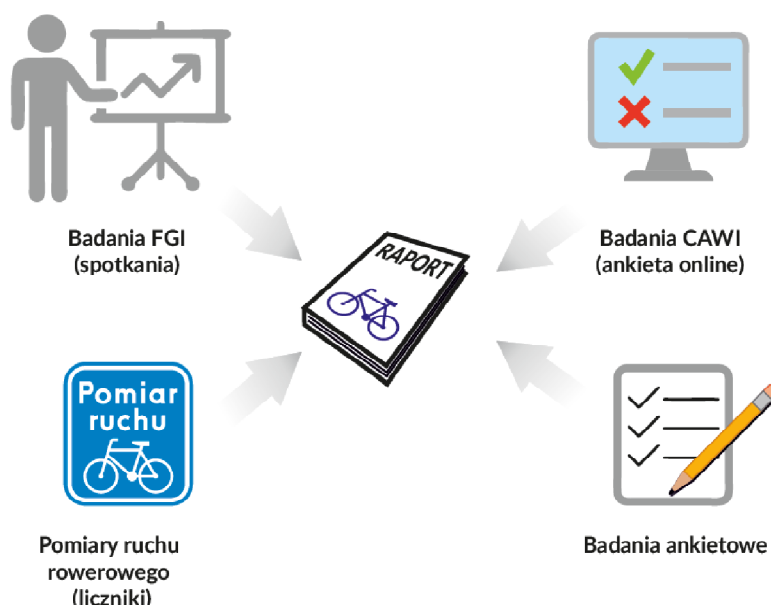 Badania FGI
(spotkania)
Badania CAWI
(ankieta online)
RAPORT
Pomiar
ruchu
Pomiary ruchu
rowerowego
(liczniki)
Badania ankietowe